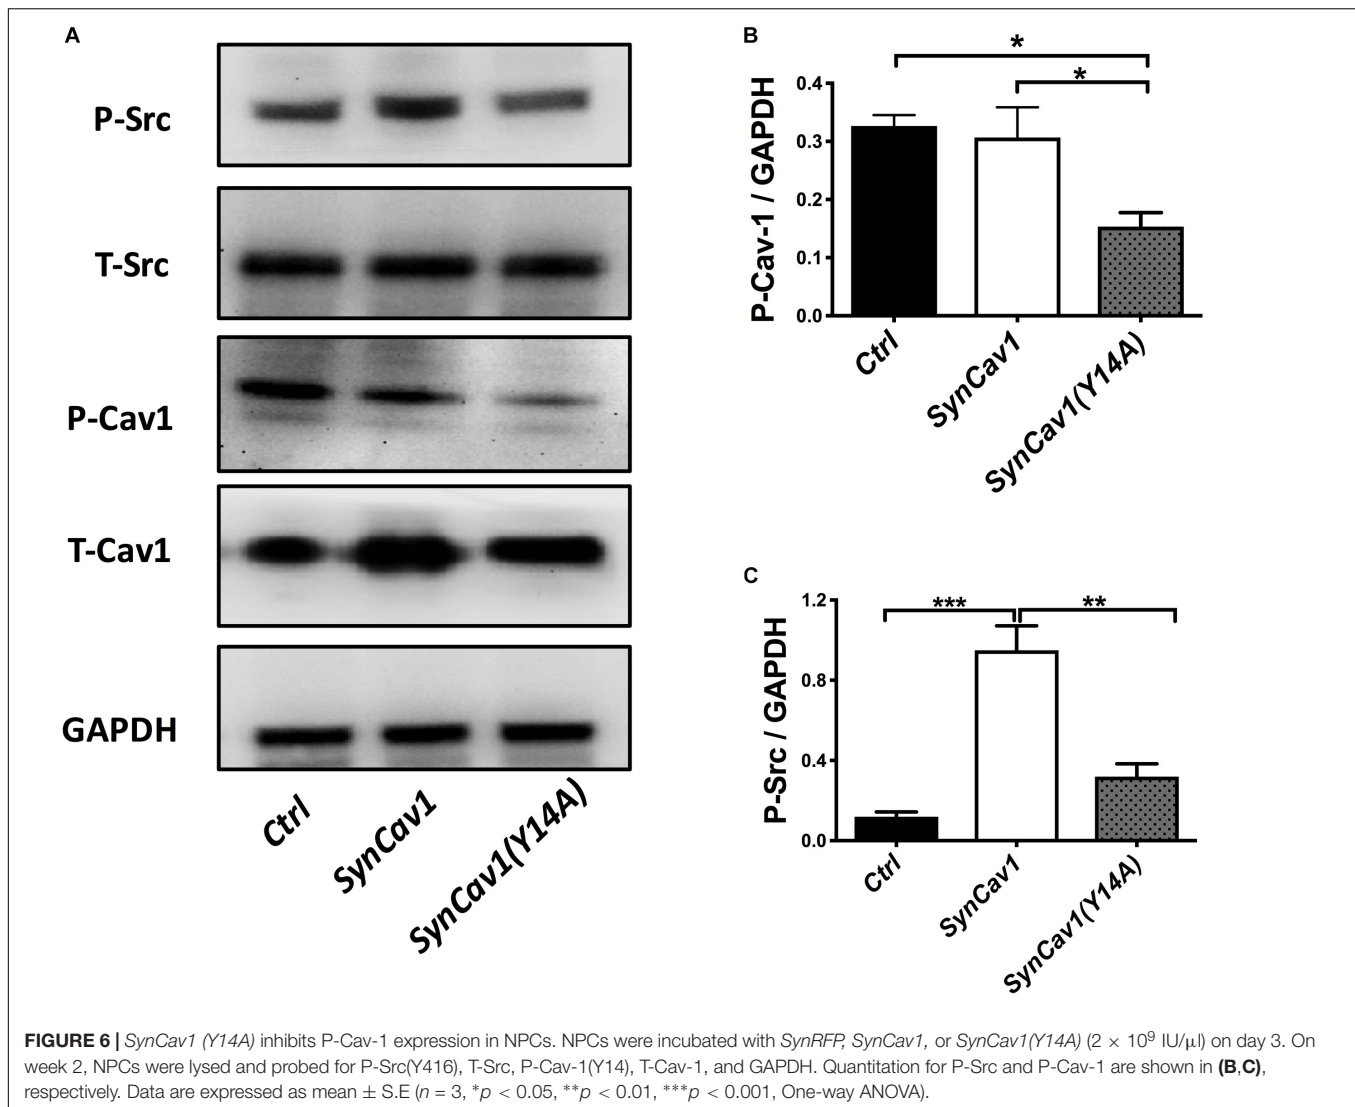 A
P-Src
T-Src
P-Cav1
T-Cav1
GAPDH
Ctrl
SynCav1
SynCav1(Y14A)
B
*
*
P-Cav-1 / GAPDH
0.4
0.3
0.2
0.1
0.0
Ctrl
SynCav1
SynCav1(Y14A)
C
***
**
P-Src / GAPDH
1.2
0.8
0.4
0.0
Ctrl
SynCav1
SynCav1(Y14A)
FIGURE 6 | SynCav1 (Y14A) inhibits P-Cav-1 expression in NPCs. NPCs were incubated with SynRFP, SynCav1, or SynCav1(Y14A) (2 × 10⁹ IU/μl) on day 3. On
week 2, NPCs were lysed and probed for P-Src(Y416), T-Src, P-Cav-1(Y14), T-Cav-1, and GAPDH. Quantitation for P-Src and P-Cav-1 are shown in (B,C),
respectively. Data are expressed as mean ± S.E (n = 3, *p < 0.05, **p < 0.01, ***p < 0.001, One-way ANOVA).